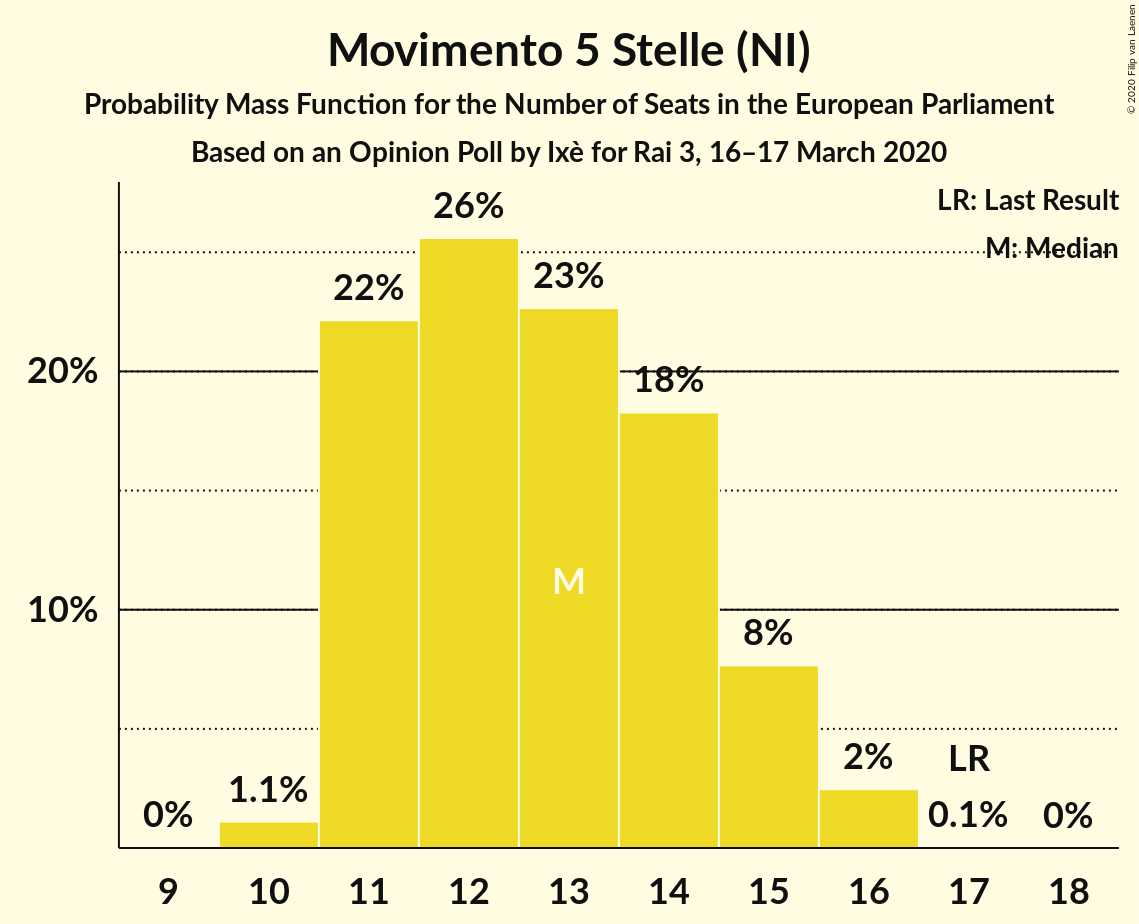 Movimento 5 Stelle (NI)
Probability Mass Function for the Number of Seats in the European Parliament
Based on an Opinion Poll by Ixè for Rai 3, 16–17 March 2020
© 2020 Filip van Laenen
LR: Last Result
M: Median
20%
10%
0%
1.1%
22%
26%
23%
18%
8%
2%
LR
0.1%
0%
M
9 10 11 12 13 14 15 16 17 18